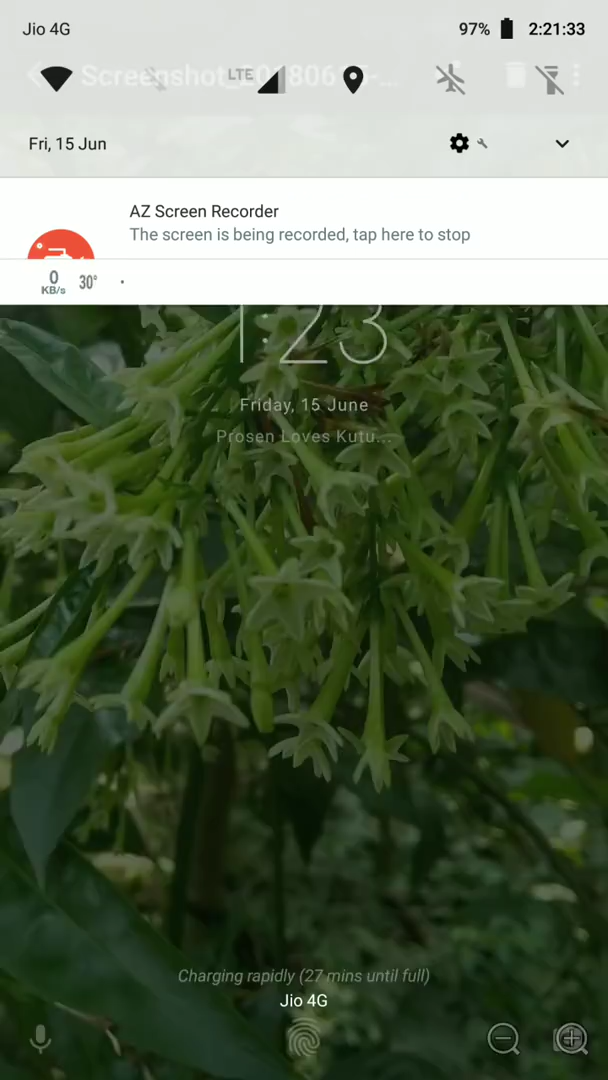 Jio 4G 97% 2:21:33
Screenshot_20180615-...
LTE
Fri, 15 Jun
AZ Screen Recorder
The screen is being recorded, tap here to stop
0
KB/s
30°
1:23
Friday, 15 June
Prosen Loves Kutu...
Charging rapidly (27 mins until full)
Jio 4G